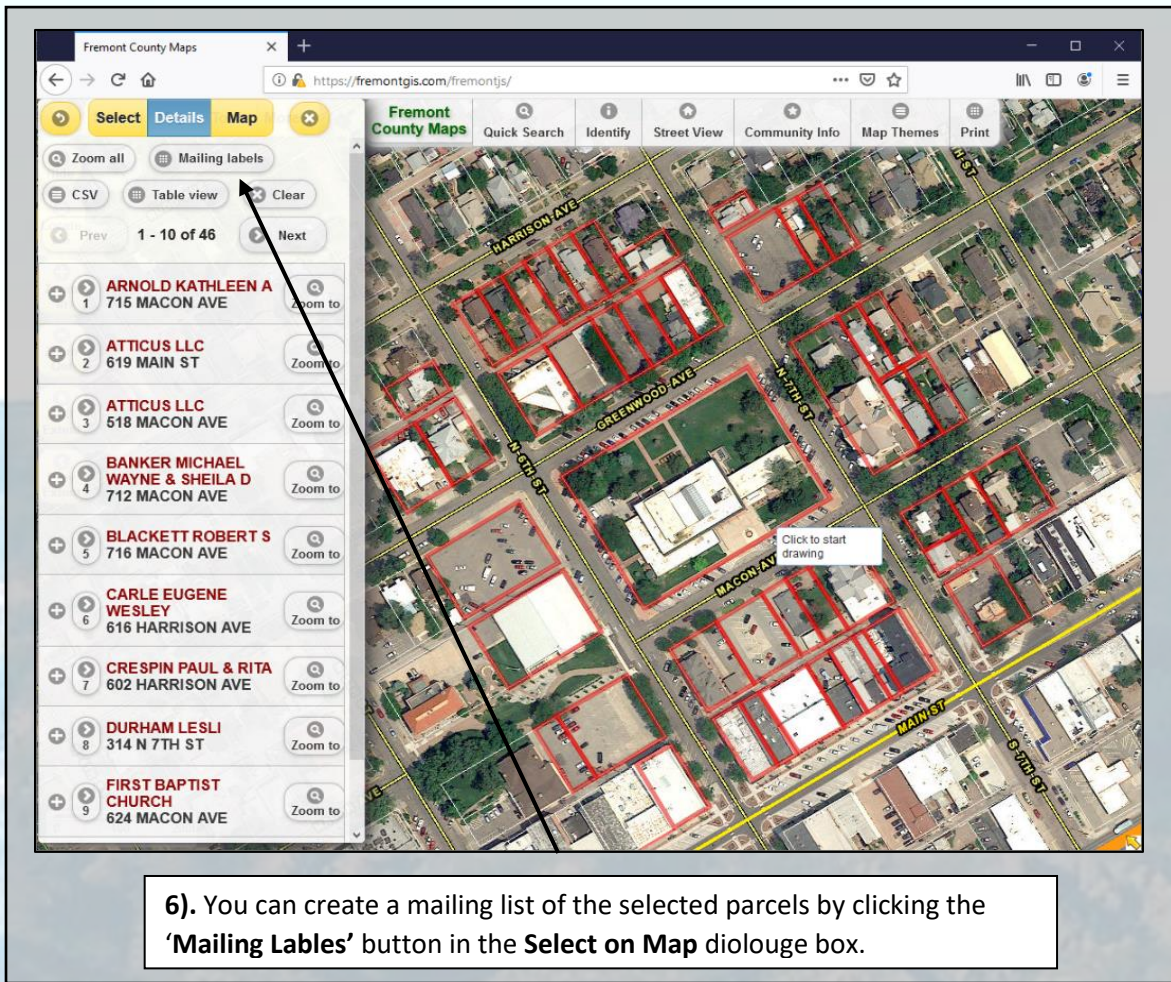 Fremont County Maps
https://fremontgis.com/fremontjs/
Select Details Map
Fremont County Maps
Quick Search
Identify
Street View
Community Info
Map Themes
Print
Zoom all
Mailing labels
CSV
Table view
Clear
Prev
1 - 10 of 46
Next
1
ARNOLD KATHLEEN A
715 MACON AVE
Zoom to
2
ATTICUS LLC
619 MAIN ST
Zoom to
3
ATTICUS LLC
518 MACON AVE
Zoom to
4
BANKER MICHAEL
WAYNE & SHEILA D
712 MACON AVE
Zoom to
5
BLACKETT ROBERT S
716 MACON AVE
Zoom to
6
CARLE EUGENE
WESLEY
616 HARRISON AVE
Zoom to
7
CRESPIN PAUL & RITA
602 HARRISON AVE
Zoom to
8
DURHAM LESLI
314 N 7TH ST
Zoom to
9
FIRST BAPTIST
CHURCH
624 MACON AVE
Zoom to
HARRISON-AVE
GREENWOOD-AVE
N-6TH-ST
N-7TH-ST
Click to start
drawing
MACON-AV
MAIN-ST
S-7TH-ST
6). You can create a mailing list of the selected parcels by clicking the
‘Mailing Lables’ button in the Select on Map diolouge box.